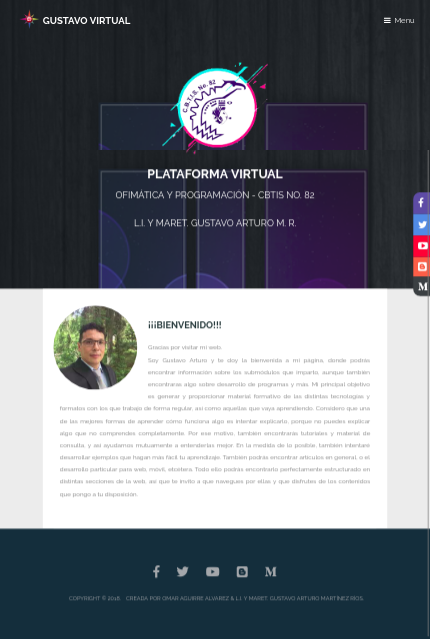 GUSTAVO VIRTUAL
Menu
C.B.T.I.S. No. 82
PLATAFORMA VIRTUAL
OFIMÁTICA Y PROGRAMACIÓN - CBTIS NO. 82
L.I. Y MARET. GUSTAVO ARTURO M. R.
¡¡¡BIENVENIDO!!!
Gracias por visitar mi web.
Soy Gustavo Arturo y te doy la bienvenida a mi página, donde podrás
encontrar información sobre los submódulos que imparto, aunque también
encontrarás algo sobre desarrollo de programas y más. Mi principal objetivo
es generar y proporcionar material formativo de las distintas tecnologías y
formatos con los que trabajo de forma regular, así como aquellas que vaya aprendiendo. Considero que una
de las mejores formas de aprender cómo funciona algo es intentar explicarlo, porque no puedes explicar
algo que no comprendes completamente. Por ese motivo, también encontrarás tutoriales y material de
consulta, y así ayudarnos mutuamente a entenderlas mejor. En la medida de lo posible, también intentaré
desarrollar ejemplos que hagan más fácil tu aprendizaje. También podrás encontrar artículos en general, o el
desarrollo particular para web, móvil, etcétera. Todo ello podrás encontrarlo perfectamente estructurado en
distintas secciones de la web, así que te invito a que navegues por ellas y que disfrutes de los contenidos
que pongo a tu disposición.
COPYRIGHT © 2016. CREADA POR OMAR AGUIRRE ALVAREZ & L.I. Y MARET. GUSTAVO ARTURO MARTÍNEZ RÍOS.